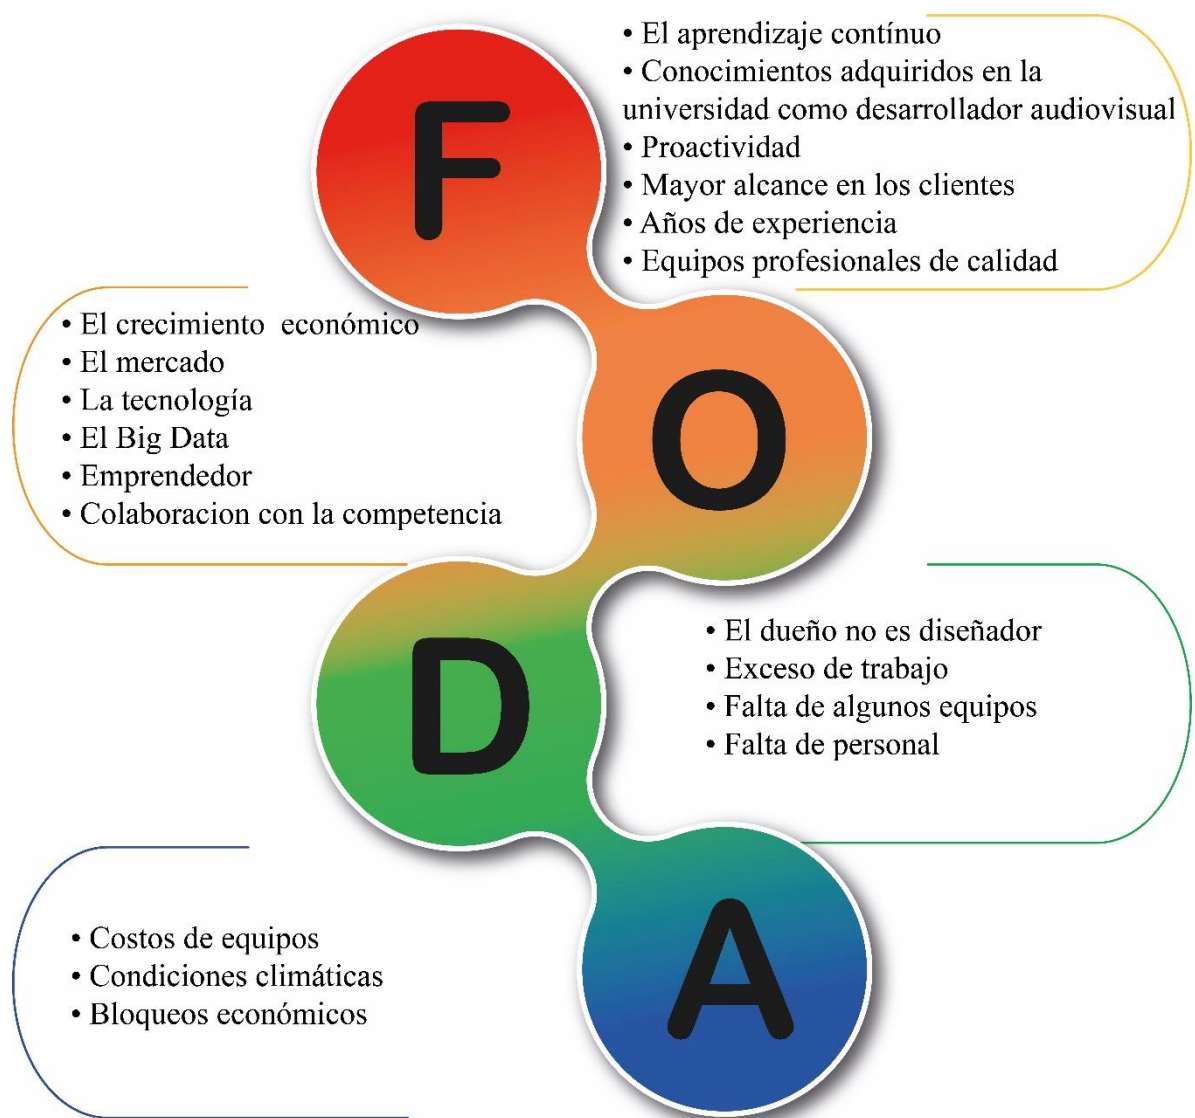 F
• El aprendizaje contínuo
• Conocimientos adquiridos en la
universidad como desarrollador audiovisual
• Proactividad
• Mayor alcance en los clientes
• Años de experiencia
• Equipos profesionales de calidad
O
• El crecimiento  económico
• El mercado
• La tecnología
• El Big Data
• Emprendedor
• Colaboracion con la competencia
D
• El dueño no es diseñador
• Exceso de trabajo
• Falta de algunos equipos
• Falta de personal
A
• Costos de equipos
• Condiciones climáticas
• Bloqueos económicos